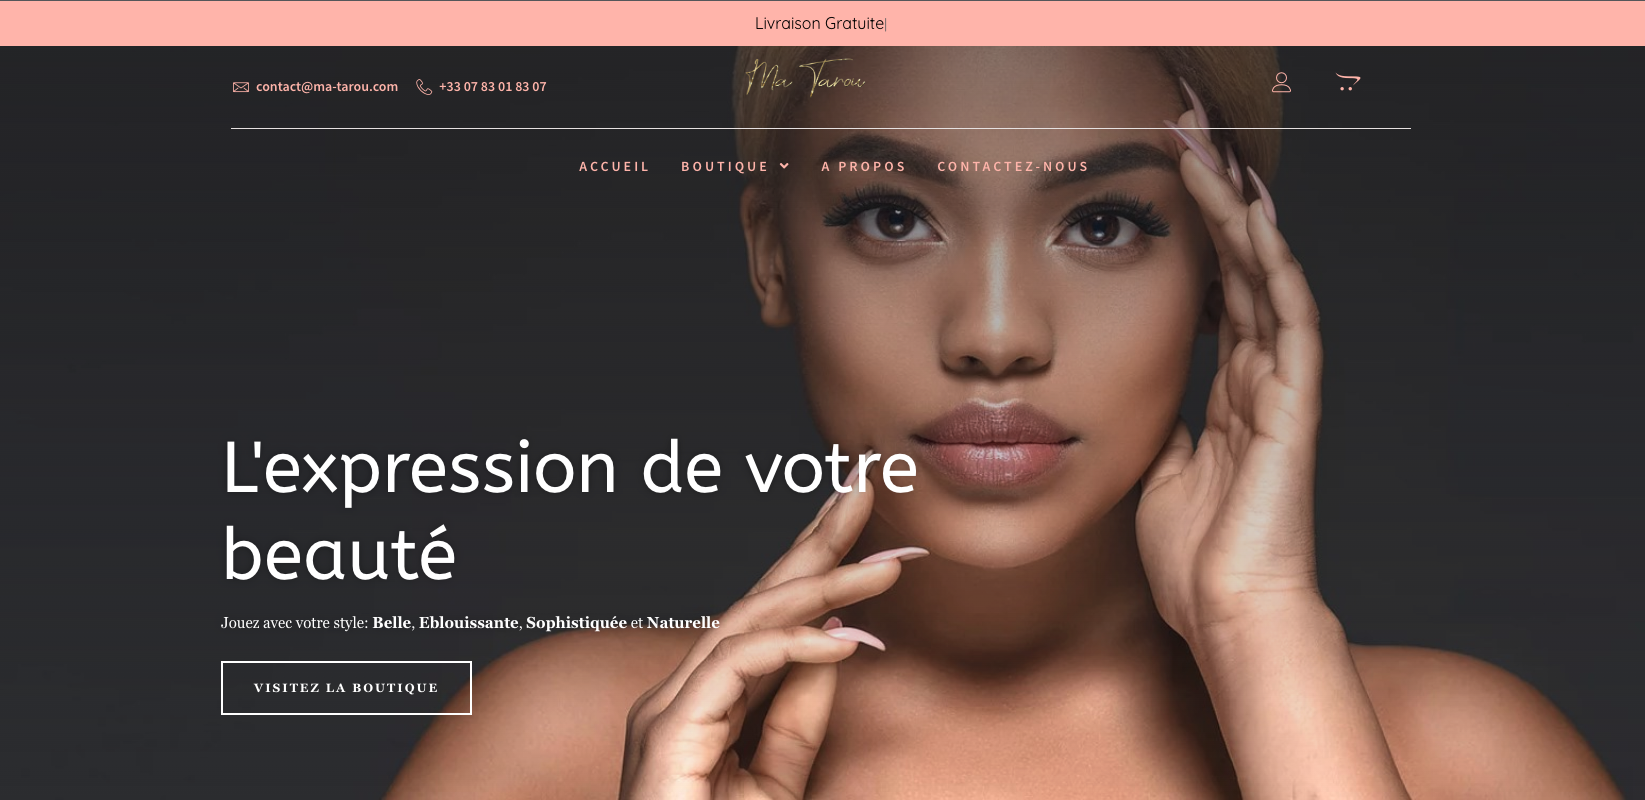 Livraison Gratuite|
contact@ma-tarou.com +33 07 83 01 83 07
Ma Tarou
ACCUEIL BOUTIQUE A PROPOS CONTACTEZ-NOUS
L'expression de votre
beauté
Jouez avec votre style: Belle, Eblouissante, Sophistiquée et Naturelle
VISITEZ LA BOUTIQUE